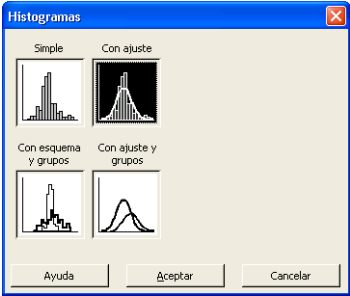 Histogramas
Simple
Con ajuste
Con esquema
y grupos
Con ajuste y
grupos
Ayuda
Aceptar
Cancelar